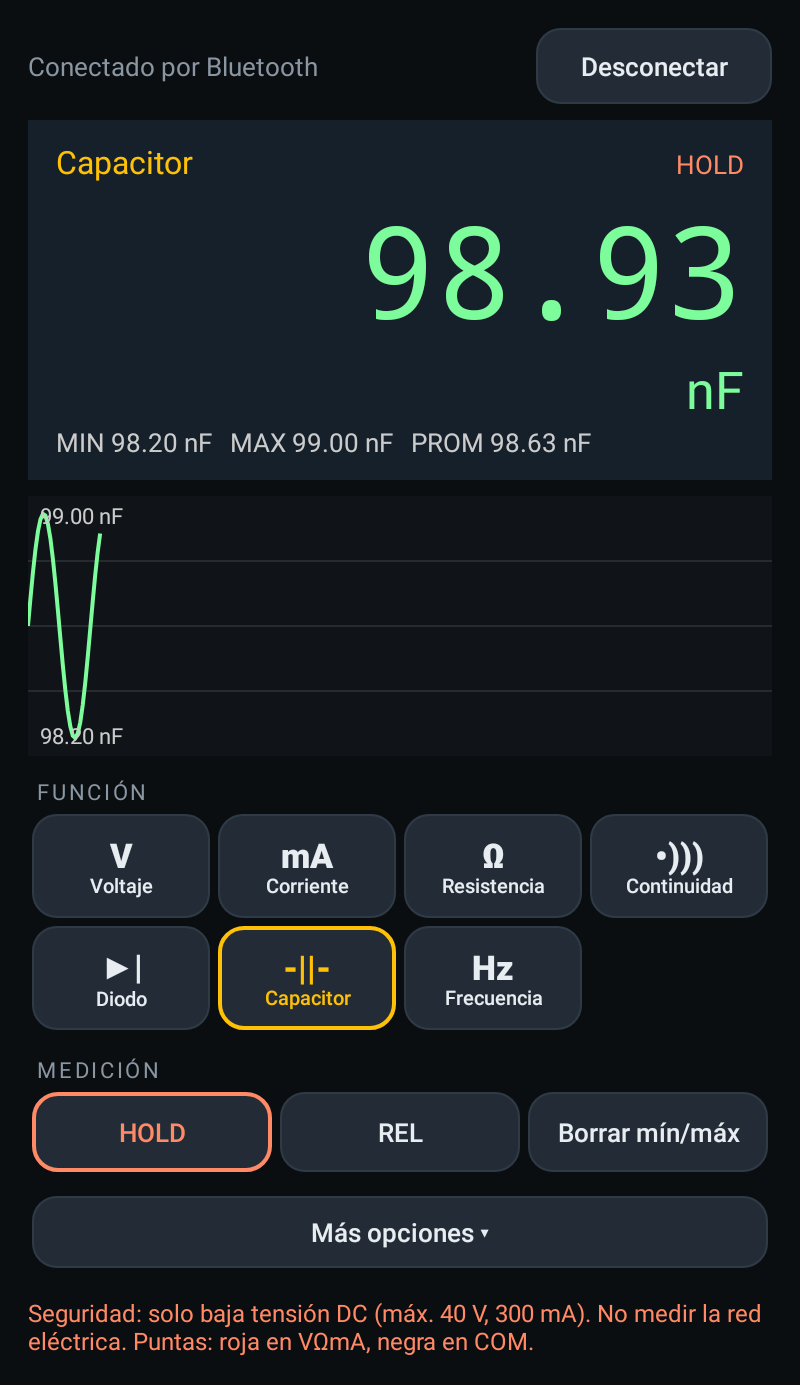 Conectado por Bluetooth
Desconectar
Capacitor
HOLD
98.93
nF
MIN 98.20 nF MAX 99.00 nF PROM 98.63 nF
99.00 nF
98.20 nF
FUNCIÓN
V
Voltaje
mA
Corriente
Ω
Resistencia
•)))
Continuidad
►|
Diodo
-||-
Capacitor
Hz
Frecuencia
MEDICIÓN
HOLD
REL
Borrar mín/máx
Más opciones ▾
Seguridad: solo baja tensión DC (máx. 40 V, 300 mA). No medir la red
eléctrica. Puntas: roja en VΩmA, negra en COM.